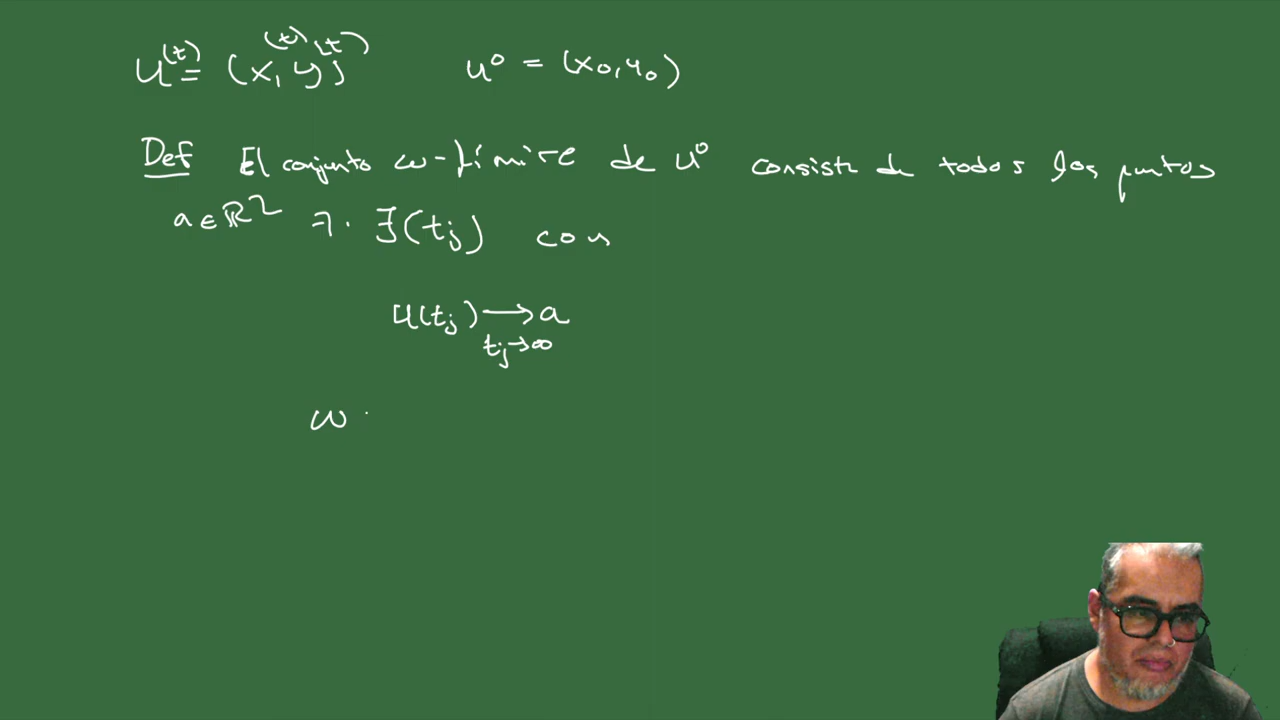 u(t) = (x(t), y(t))   u⁰ = (x₀, y₀)
Def El conjunto ω-límite de u⁰ consiste de todos los puntos
a ∈ ℝ² ∋. ∃(tⱼ) con
u(tⱼ) ⟶ a
tⱼ→∞
ω